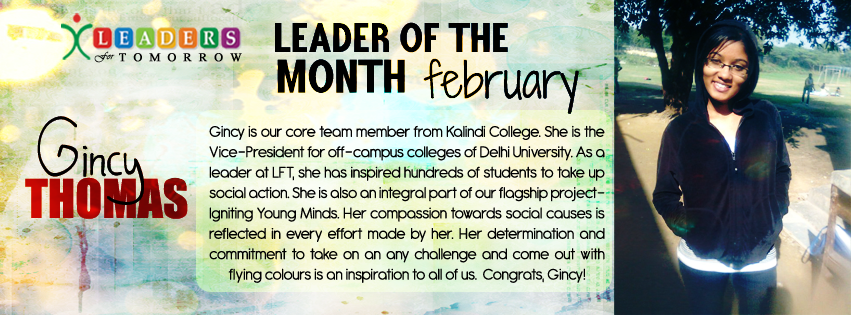 LEADERS
for TOMORROW
LEADER OF THE
MONTH february
Gincy
THOMAS
Gincy is our core team member from Kalindi College. She is the
Vice-President for off-campus colleges of Delhi University. As a
leader at LFT, she has inspired hundreds of students to take up
social action. She is also an integral part of our flagship project-
Igniting Young Minds. Her compassion towards social causes is
reflected in every effort made by her. Her determination and
commitment to take on an any challenge and come out with
flying colours is an inspiration to all of us. Congrats, Gincy!